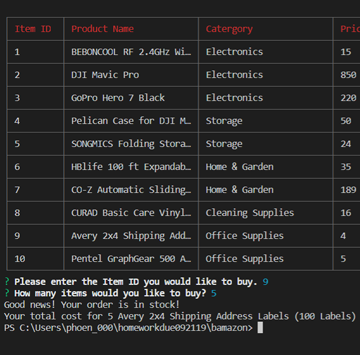 Item ID Product Name Catergory Pric
1 BEBONCOOL RF 2.4GHz Wi… Electronics 15
2 DJI Mavic Pro Electronics 850
3 GoPro Hero 7 Black Electronics 220
4 Pelican Case for DJI M… Storage 50
5 SONGMICS Folding Stora… Storage 24
6 HBlife 100 ft Expandab… Home & Garden 35
7 CO-Z Automatic Sliding… Home & Garden 189
8 CURAD Basic Care Vinyl… Cleaning Supplies 16
9 Avery 2x4 Shipping Add… Office Supplies 4
10 Pentel GraphGear 500 A… Office Supplies 5
? Please enter the Item ID you would like to buy. 9
? How many items would you like to buy? 5
Good news! Your order is in stock!
Your total cost for 5 Avery 2x4 Shipping Address Labels (100 Labels)
PS C:\Users\phoen_000\homeworkdue092119\bamazon>